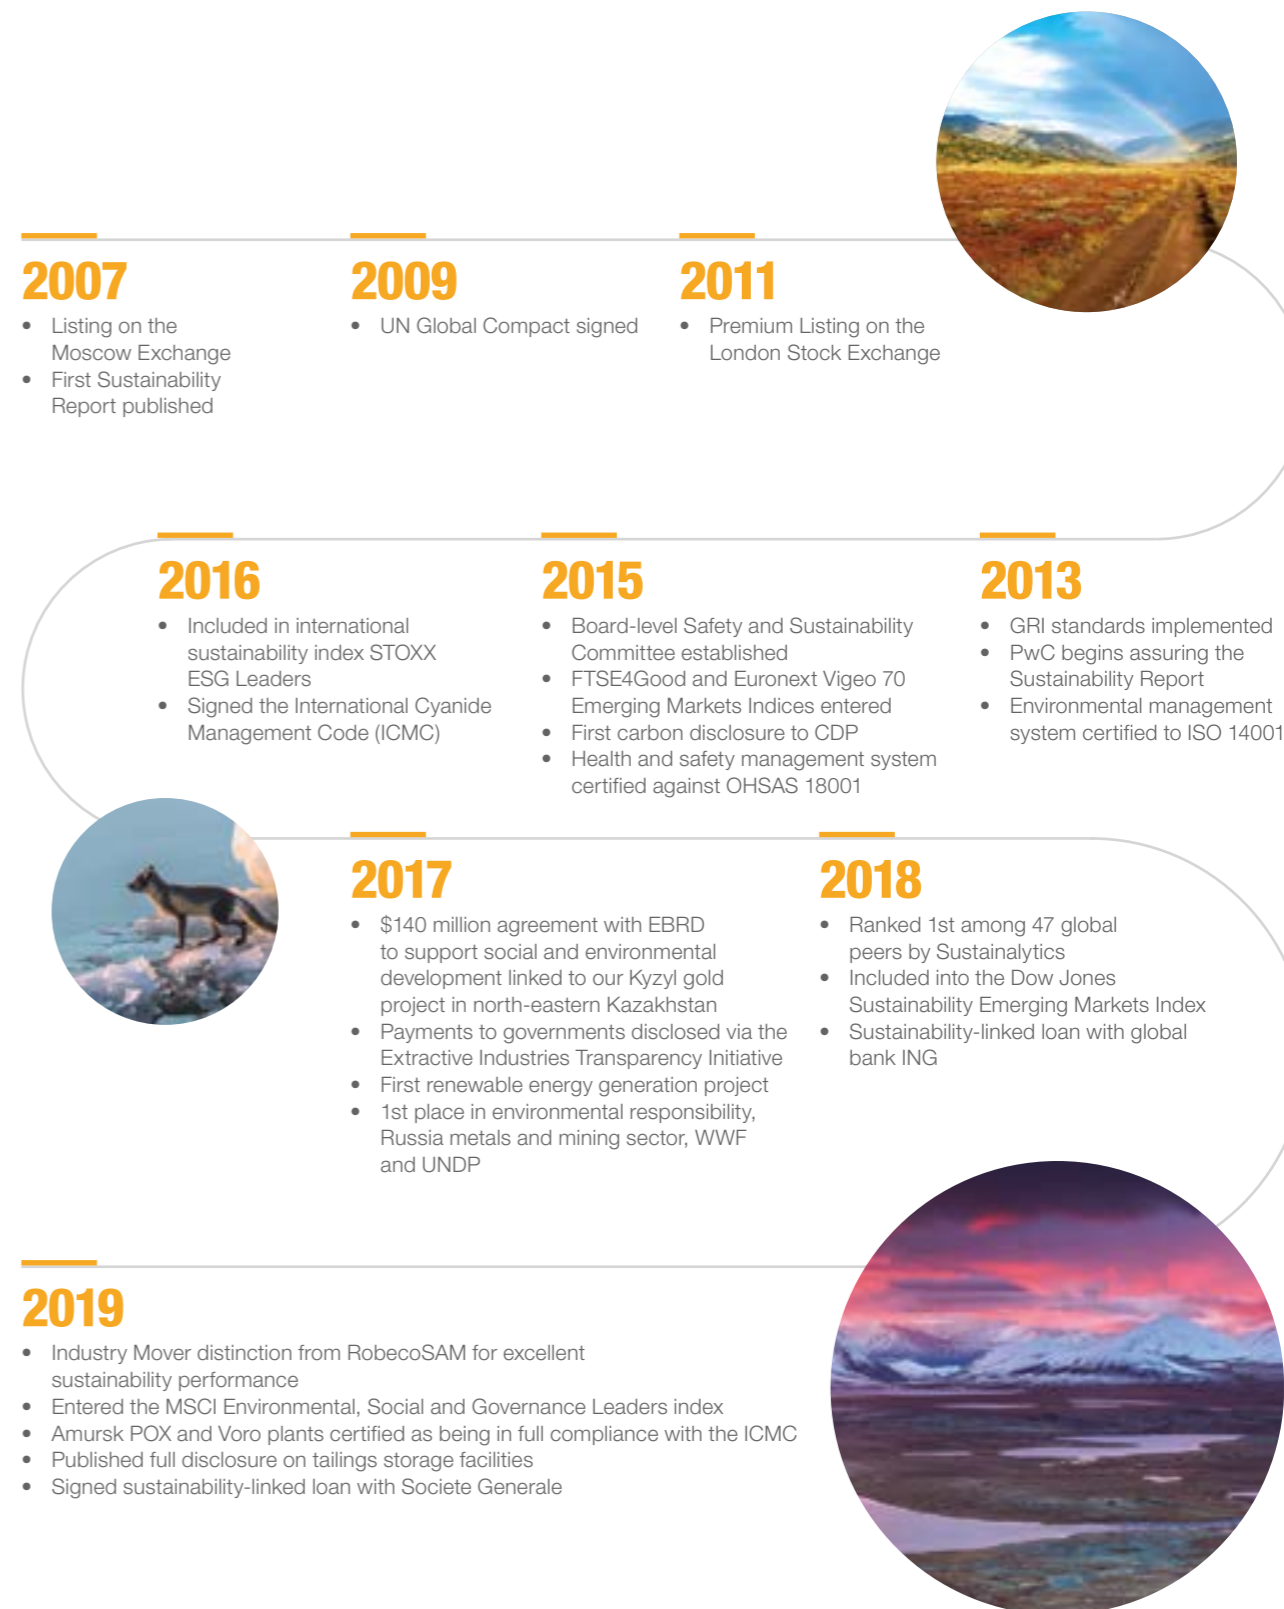 2007
• Listing on the
Moscow Exchange
• First Sustainability
Report published
2009
• UN Global Compact signed
2011
• Premium Listing on the
London Stock Exchange
2013
• GRI standards implemented
• PwC begins assuring the
Sustainability Report
• Environmental management
system certified to ISO 14001
2015
• Board-level Safety and Sustainability
Committee established
• FTSE4Good and Euronext Vigeo 70
Emerging Markets Indices entered
• First carbon disclosure to CDP
• Health and safety management system
certified against OHSAS 18001
2016
• Included in international
sustainability index STOXX
ESG Leaders
• Signed the International Cyanide
Management Code (ICMC)
2017
• $140 million agreement with EBRD
to support social and environmental
development linked to our Kyzyl gold
project in north-eastern Kazakhstan
• Payments to governments disclosed via the
Extractive Industries Transparency Initiative
• First renewable energy generation project
• 1st place in environmental responsibility,
Russia metals and mining sector, WWF
and UNDP
2018
• Ranked 1st among 47 global
peers by Sustainalytics
• Included into the Dow Jones
Sustainability Emerging Markets Index
• Sustainability-linked loan with global
bank ING
2019
• Industry Mover distinction from RobecoSAM for excellent
sustainability performance
• Entered the MSCI Environmental, Social and Governance Leaders index
• Amursk POX and Voro plants certified as being in full compliance with the ICMC
• Published full disclosure on tailings storage facilities
• Signed sustainability-linked loan with Societe Generale